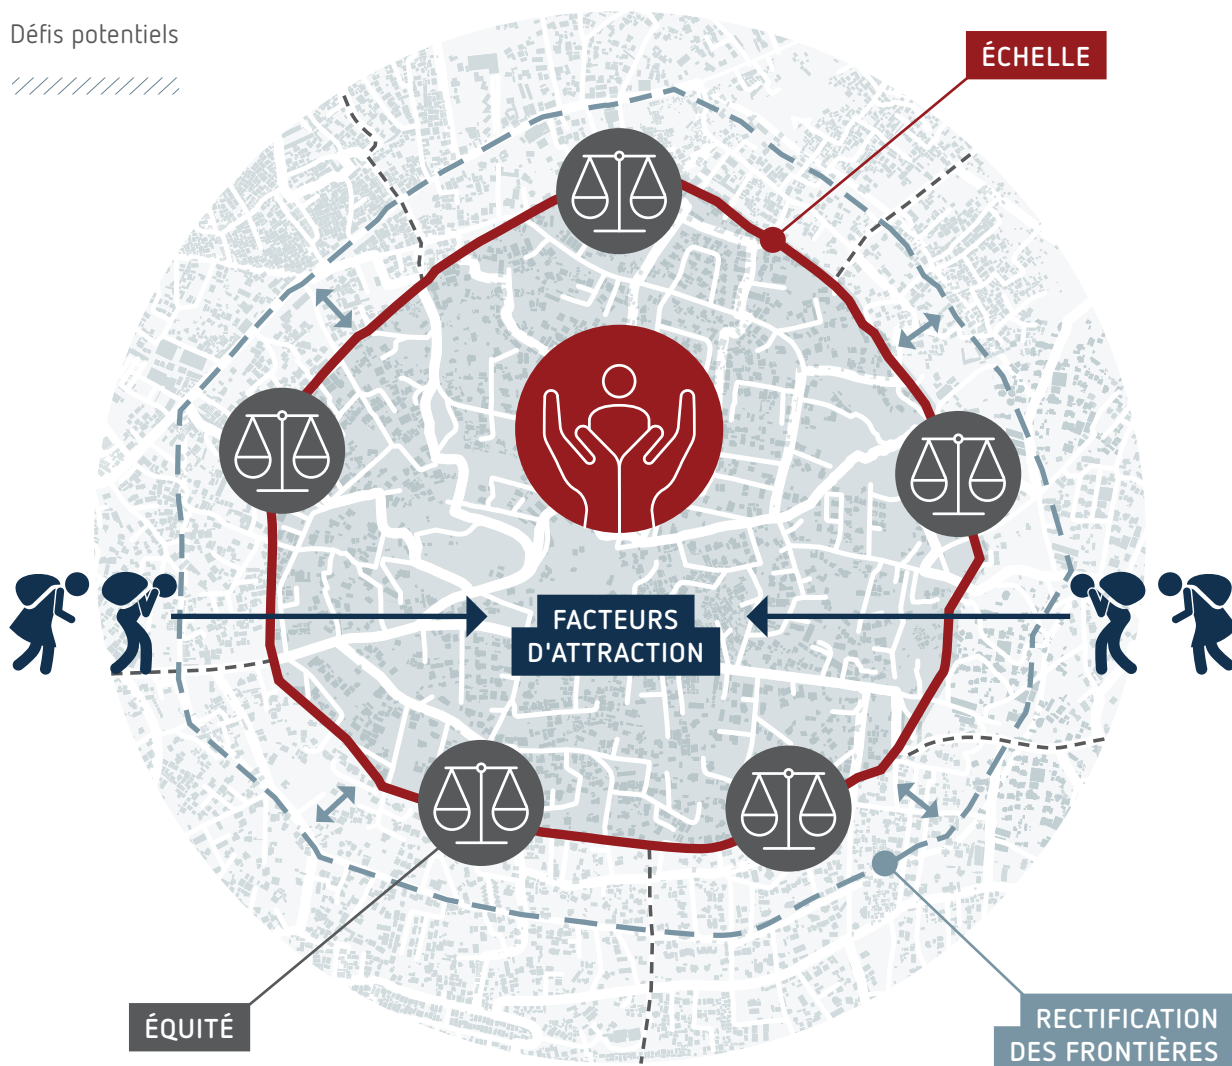 Défis potentiels
ÉCHELLE
FACTEURS
D'ATTRACTION
ÉQUITÉ
RECTIFICATION
DES FRONTIÈRES